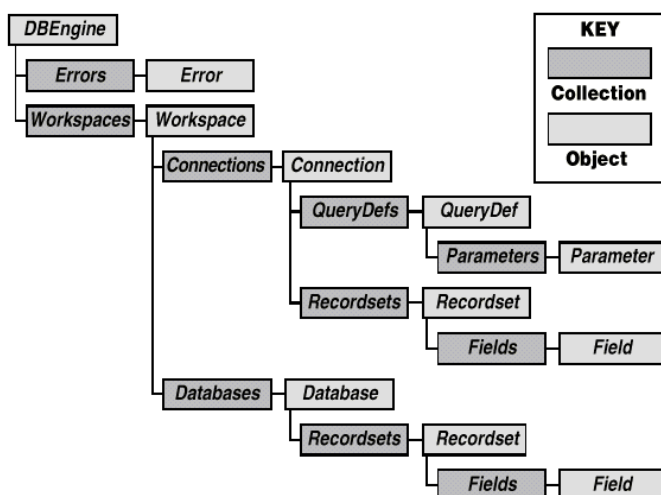 DBEngine
KEY
Collection
Object
Errors Error
Workspaces Workspace
Connections Connection
QueryDefs QueryDef
Parameters Parameter
Recordsets Recordset
Fields Field
Databases Database
Recordsets Recordset
Fields Field